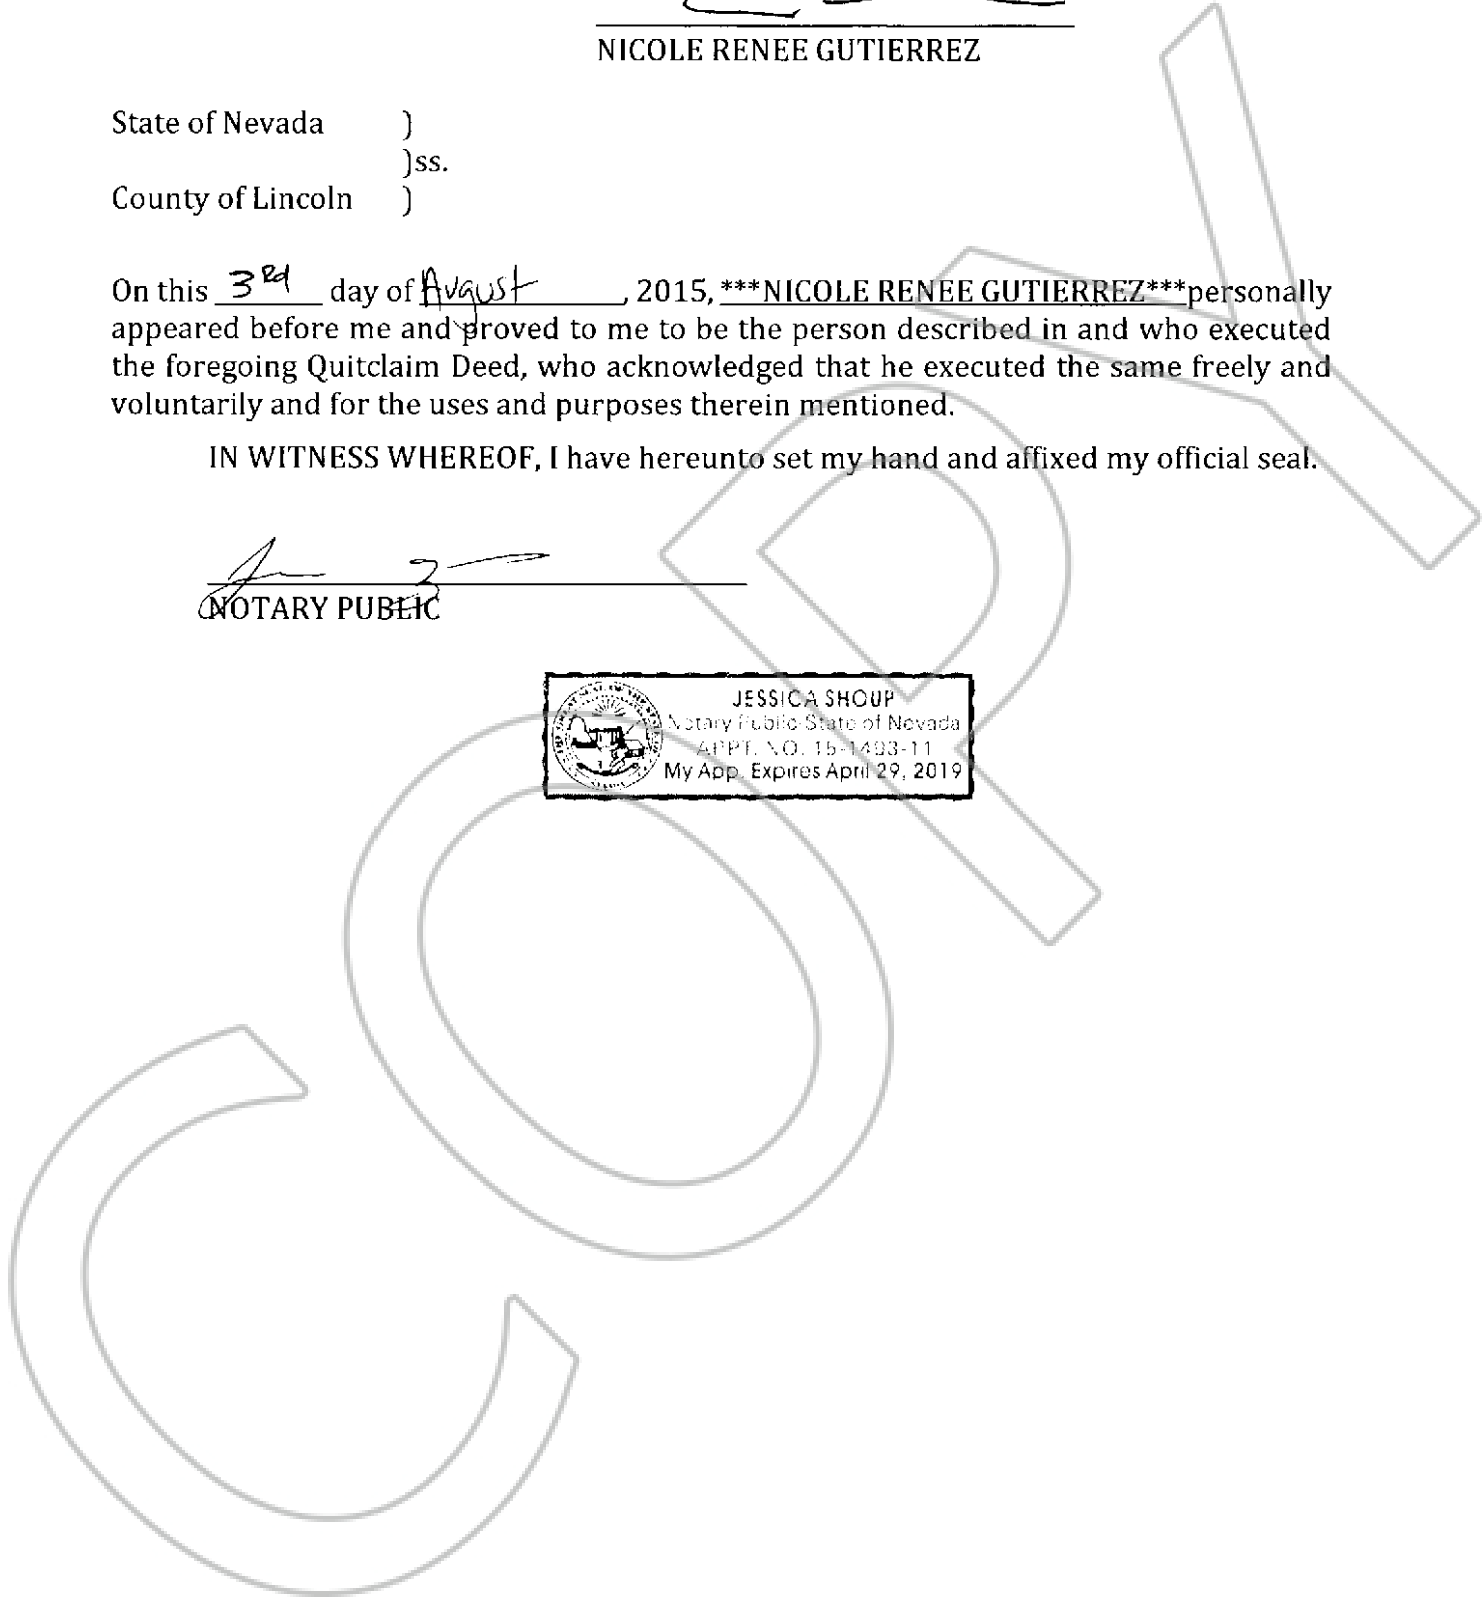 NICOLE RENEE GUTIERREZ
State of Nevada )
)ss.
County of Lincoln )
On this 3rd day of August, 2015, ***NICOLE RENEE GUTIERREZ***personally
appeared before me and proved to me to be the person described in and who executed
the foregoing Quitclaim Deed, who acknowledged that he executed the same freely and
voluntarily and for the uses and purposes therein mentioned.
IN WITNESS WHEREOF, I have hereunto set my hand and affixed my official seal.
NOTARY PUBLIC
JESSICA SHOUP
Notary Public-State of Nevada
APPT. NO. 15-1493-11
My App. Expires April 29, 2019
COPY